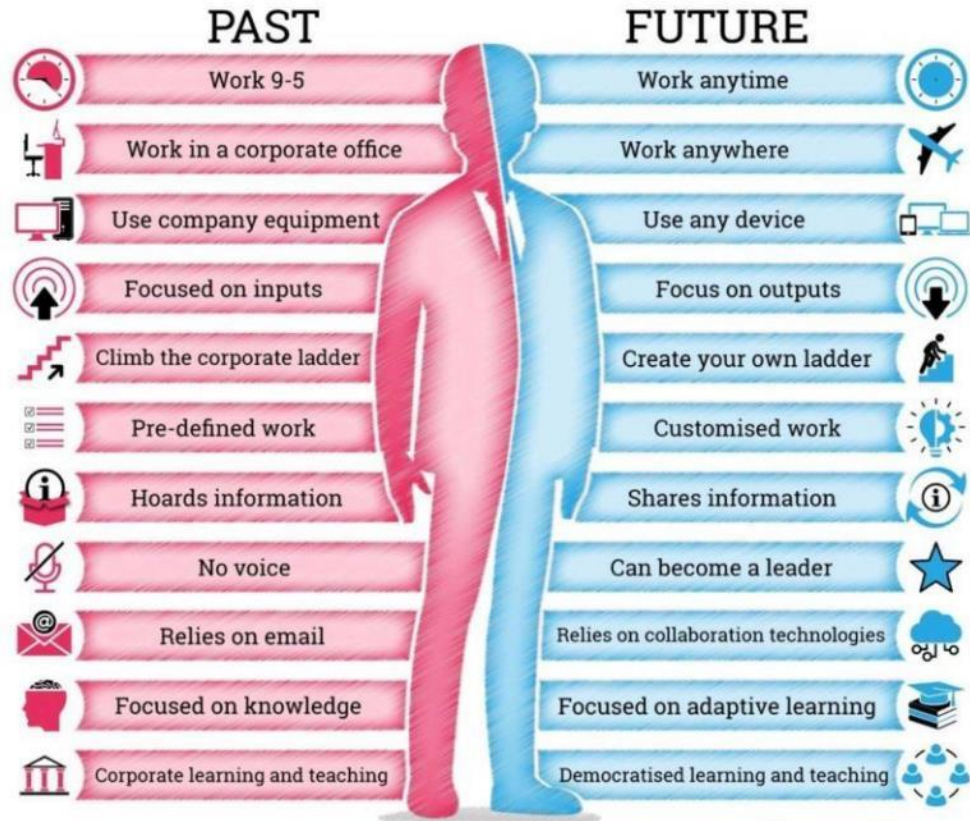 PAST FUTURE
Work 9-5 Work anytime
Work in a corporate office Work anywhere
Use company equipment Use any device
Focused on inputs Focus on outputs
Climb the corporate ladder Create your own ladder
Pre-defined work Customised work
Hoards information Shares information
No voice Can become a leader
@
Relies on email Relies on collaboration technologies
Focused on knowledge Focused on adaptive learning
Corporate learning and teaching Democratised learning and teaching